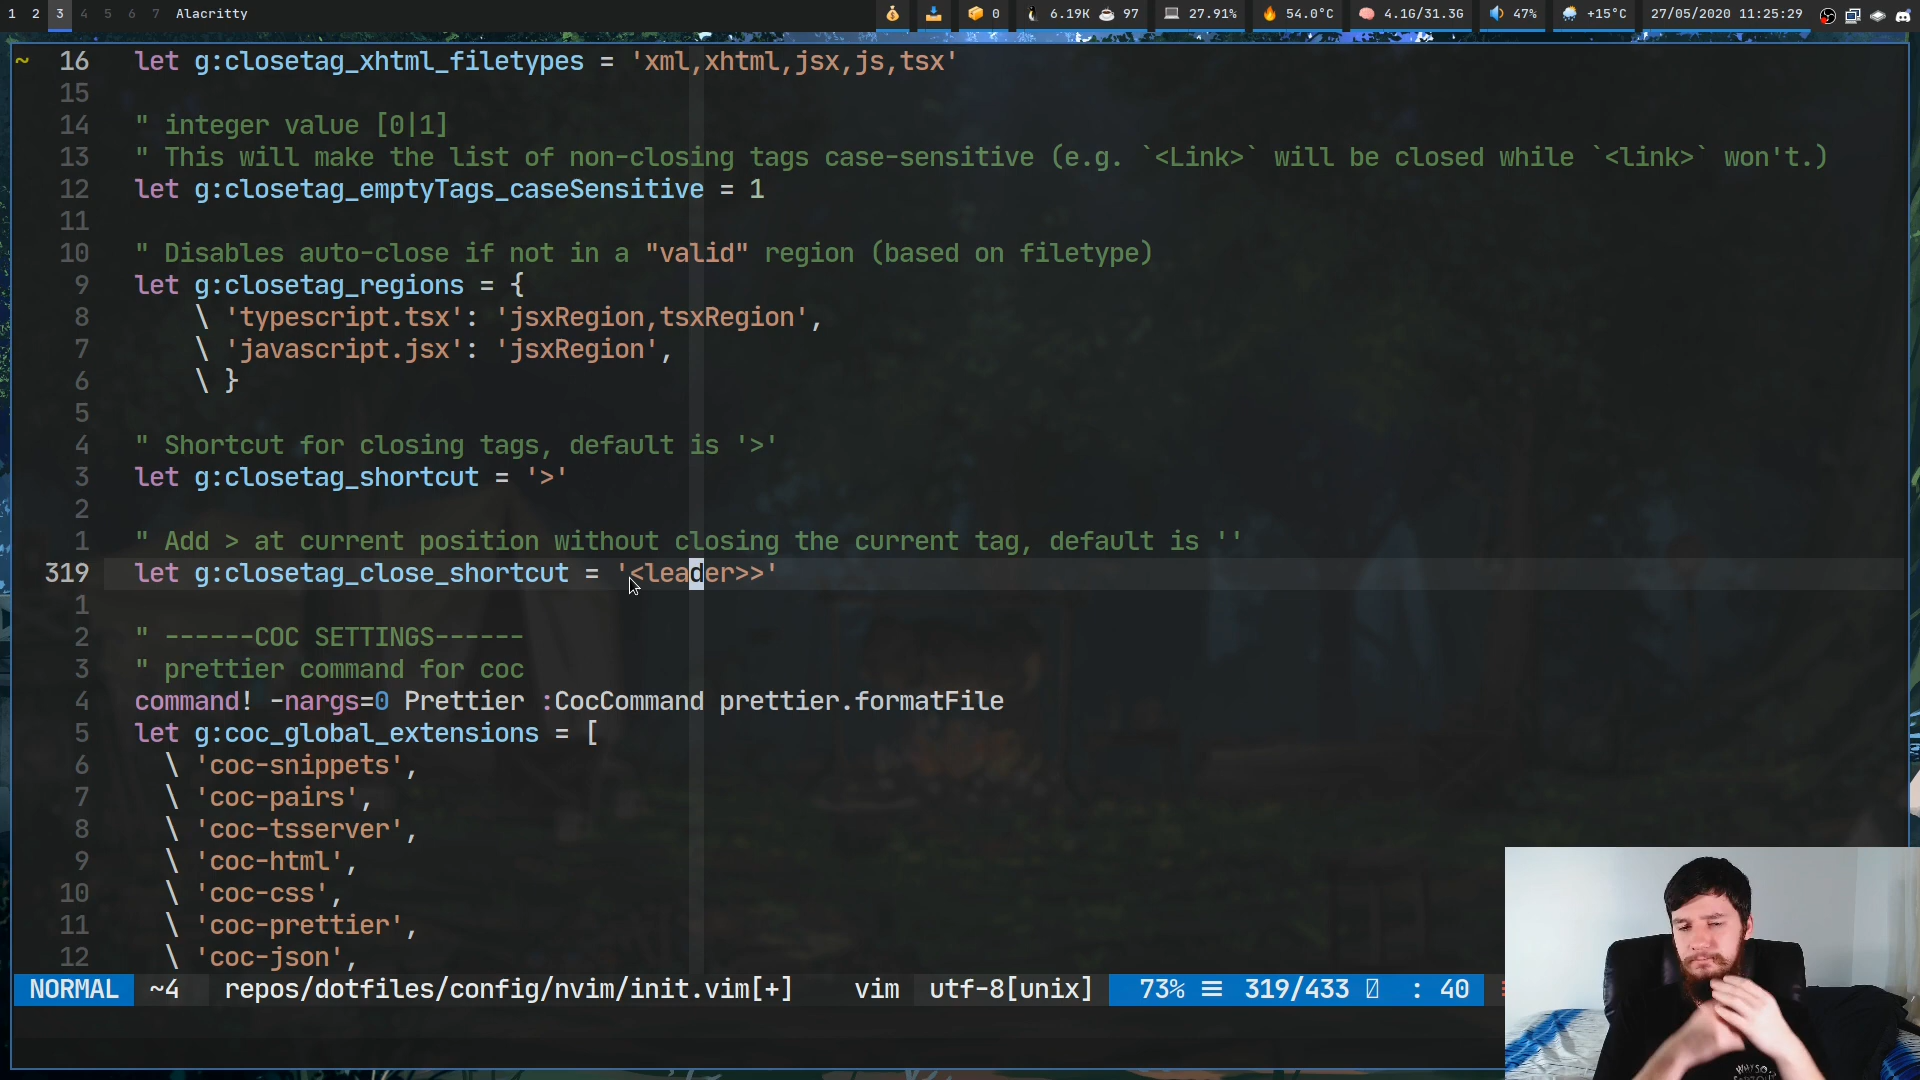 1 2 3 4 5 6 7 Alacritty 0 6.19K 97 27.91% 54.0°C 4.1G/31.3G 47% +15°C 27/05/2020 11:25:29
~ 16 let g:closetag_xhtml_filetypes = 'xml,xhtml,jsx,js,tsx'
15
14 " integer value [0|1]
13 " This will make the list of non-closing tags case-sensitive (e.g. `<Link>` will be closed while `<link>` won't.)
12 let g:closetag_emptyTags_caseSensitive = 1
11
10 " Disables auto-close if not in a "valid" region (based on filetype)
9 let g:closetag_regions = {
8 \ 'typescript.tsx': 'jsxRegion,tsxRegion',
7 \ 'javascript.jsx': 'jsxRegion',
6 \ }
5
4 " Shortcut for closing tags, default is '>'
3 let g:closetag_shortcut = '>'
2
1 " Add > at current position without closing the current tag, default is ''
319 let g:closetag_close_shortcut = '<leader>>'
1
2 " ------COC SETTINGS------
3 " prettier command for coc
4 command! -nargs=0 Prettier :CocCommand prettier.formatFile
5 let g:coc_global_extensions = [
6 \ 'coc-snippets',
7 \ 'coc-pairs',
8 \ 'coc-tsserver',
9 \ 'coc-html',
10 \ 'coc-css',
11 \ 'coc-prettier',
12 \ 'coc-json',
NORMAL ~4 repos/dotfiles/config/nvim/init.vim[+] vim utf-8[unix] 73% ☰ 319/433 : 40